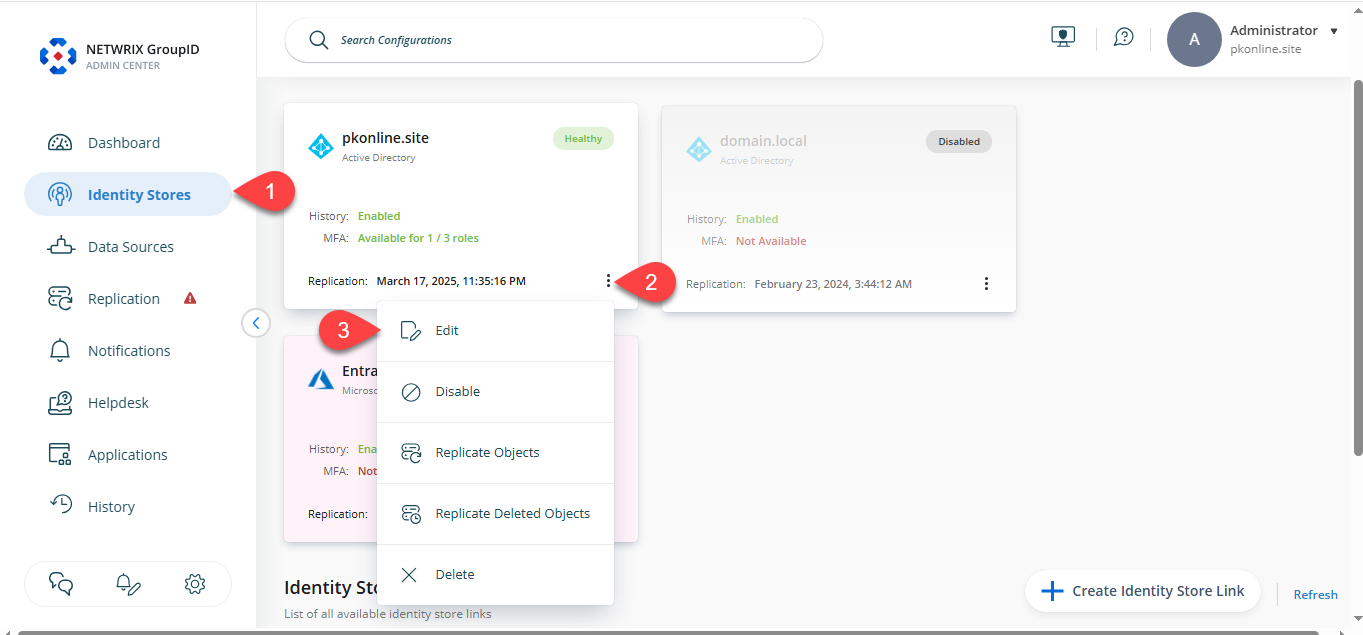 NETWRIX GroupID
ADMIN CENTER
Search Configurations
A
Administrator
pkonline.site
Dashboard
Identity Stores
Data Sources
Replication
Notifications
Helpdesk
Applications
History
1
pkonline.site
Healthy
Active Directory
History: Enabled
MFA: Available for 1 / 3 roles
Replication: March 17, 2025, 11:35:16 PM
2
domain.local
Disabled
Active Directory
History: Enabled
MFA: Not Available
Replication: February 23, 2024, 3:44:12 AM
3
Edit
Disable
Replicate Objects
Replicate Deleted Objects
Delete
Entra
Microsc
History: Ena
MFA: Not
Replication:
Identity Sto
List of all available identity store links
Create Identity Store Link
Refresh